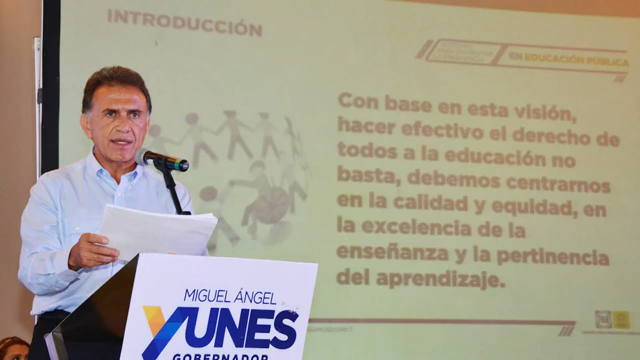 INTRODUCCIÓN
EN EDUCACIÓN PÚBLICA
Con base en esta visión,
hacer efectivo el derecho de
todos a la educación no
basta, debemos centrarnos
en la calidad y equidad, en
la excelencia de la
enseñanza y la pertinencia
del aprendizaje.
MIGUEL ÁNGEL
YUNES
GOBERNADOR